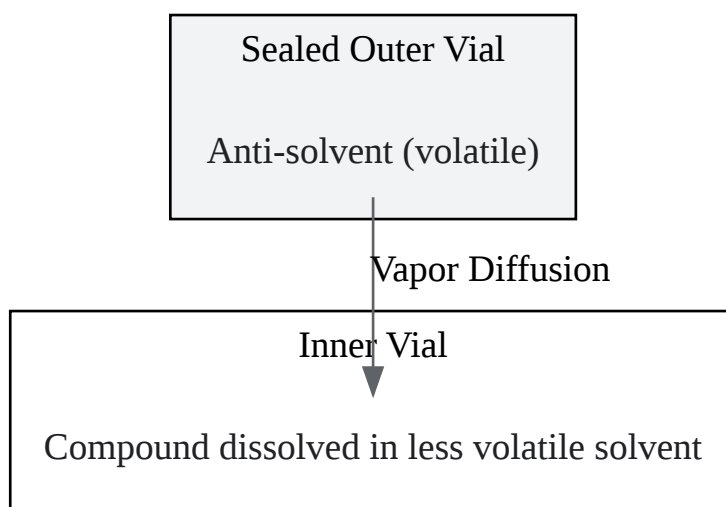 Sealed Outer Vial
Anti-solvent (volatile)
Vapor Diffusion
Inner Vial
Compound dissolved in less volatile solvent